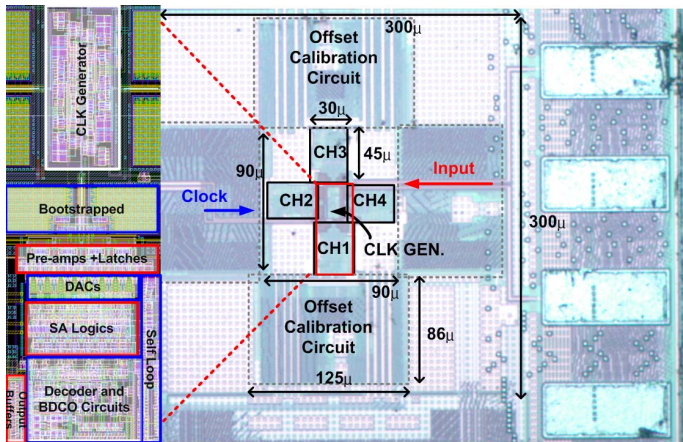 CLK Generator
Bootstrapped
Pre-amps +Latches
DACs
SA Logics
Self Loop
Decoder and
BDCO Circuits
Output
Buffers
300μ
Offset
Calibration
Circuit
30μ
CH3
45μ
90μ
Input
CH2
CH4
Clock
CH1
CLK GEN.
300μ
90μ
Offset
Calibration
Circuit
86μ
125μ